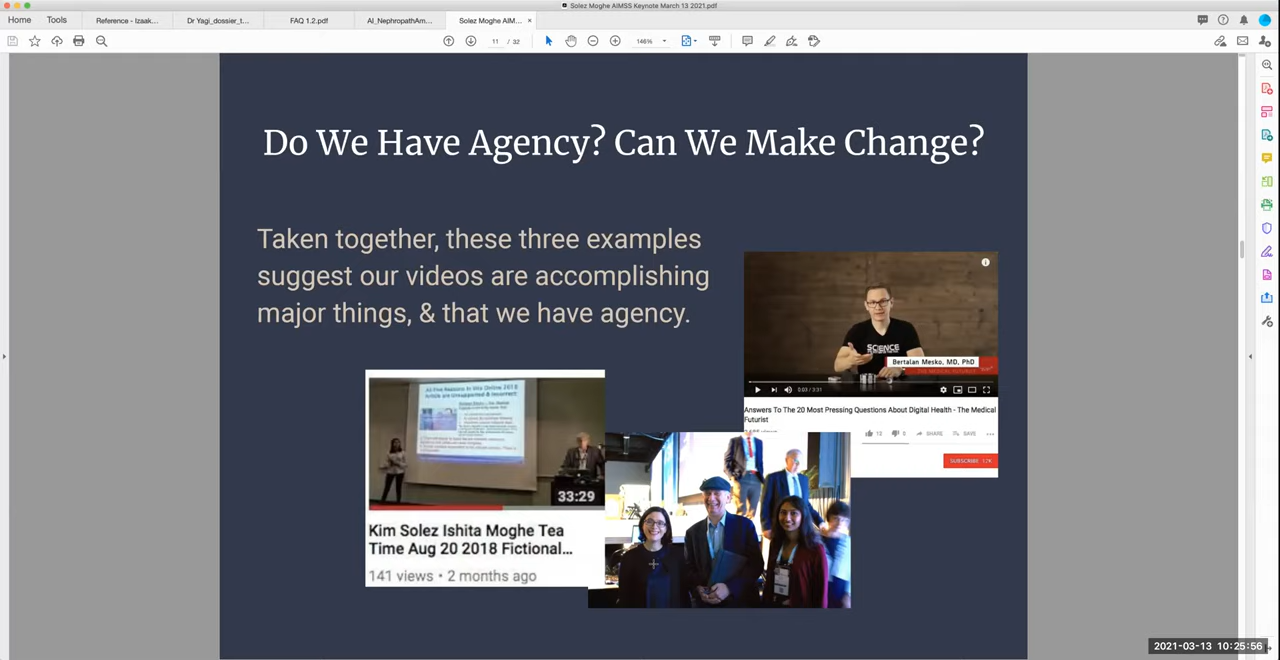 Solez Moghe AIMSS Keynote March 13 2021.pdf
Home
Tools
Reference - Izaak...
Dr Yagi_dossier_t...
FAQ 1.2.pdf
AI_NephropathAm...
Solez Moghe AIM... ×
11 / 32
146%
Do We Have Agency? Can We Make Change?
Taken together, these three examples
suggest our videos are accomplishing
major things, & that we have agency.
SCIENCE
Bertalan Mesko, MD, PhD
THE MEDICAL FUTURIST
0:03 / 3:31
Answers To The 20 Most Pressing Questions About Digital Health - The Medical
Futurist
SHARE
SAVE
SUBSCRIBE 12K
33:29
Kim Solez Ishita Moghe Tea
Time Aug 20 2018 Fictional...
141 views • 2 months ago
2021-03-13 10:25:56